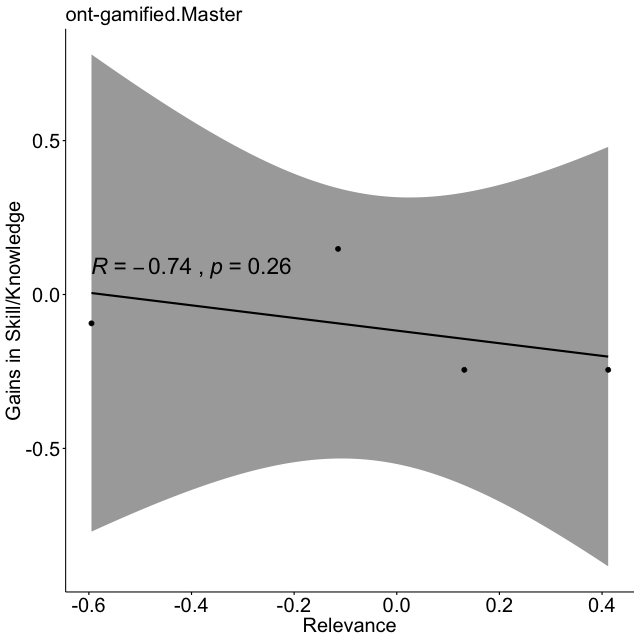 ont-gamified.Master
Gains in Skill/Knowledge
0.5
0.0
-0.5
R = −0.74 , p = 0.26
-0.6 -0.4 -0.2 0.0 0.2 0.4
Relevance